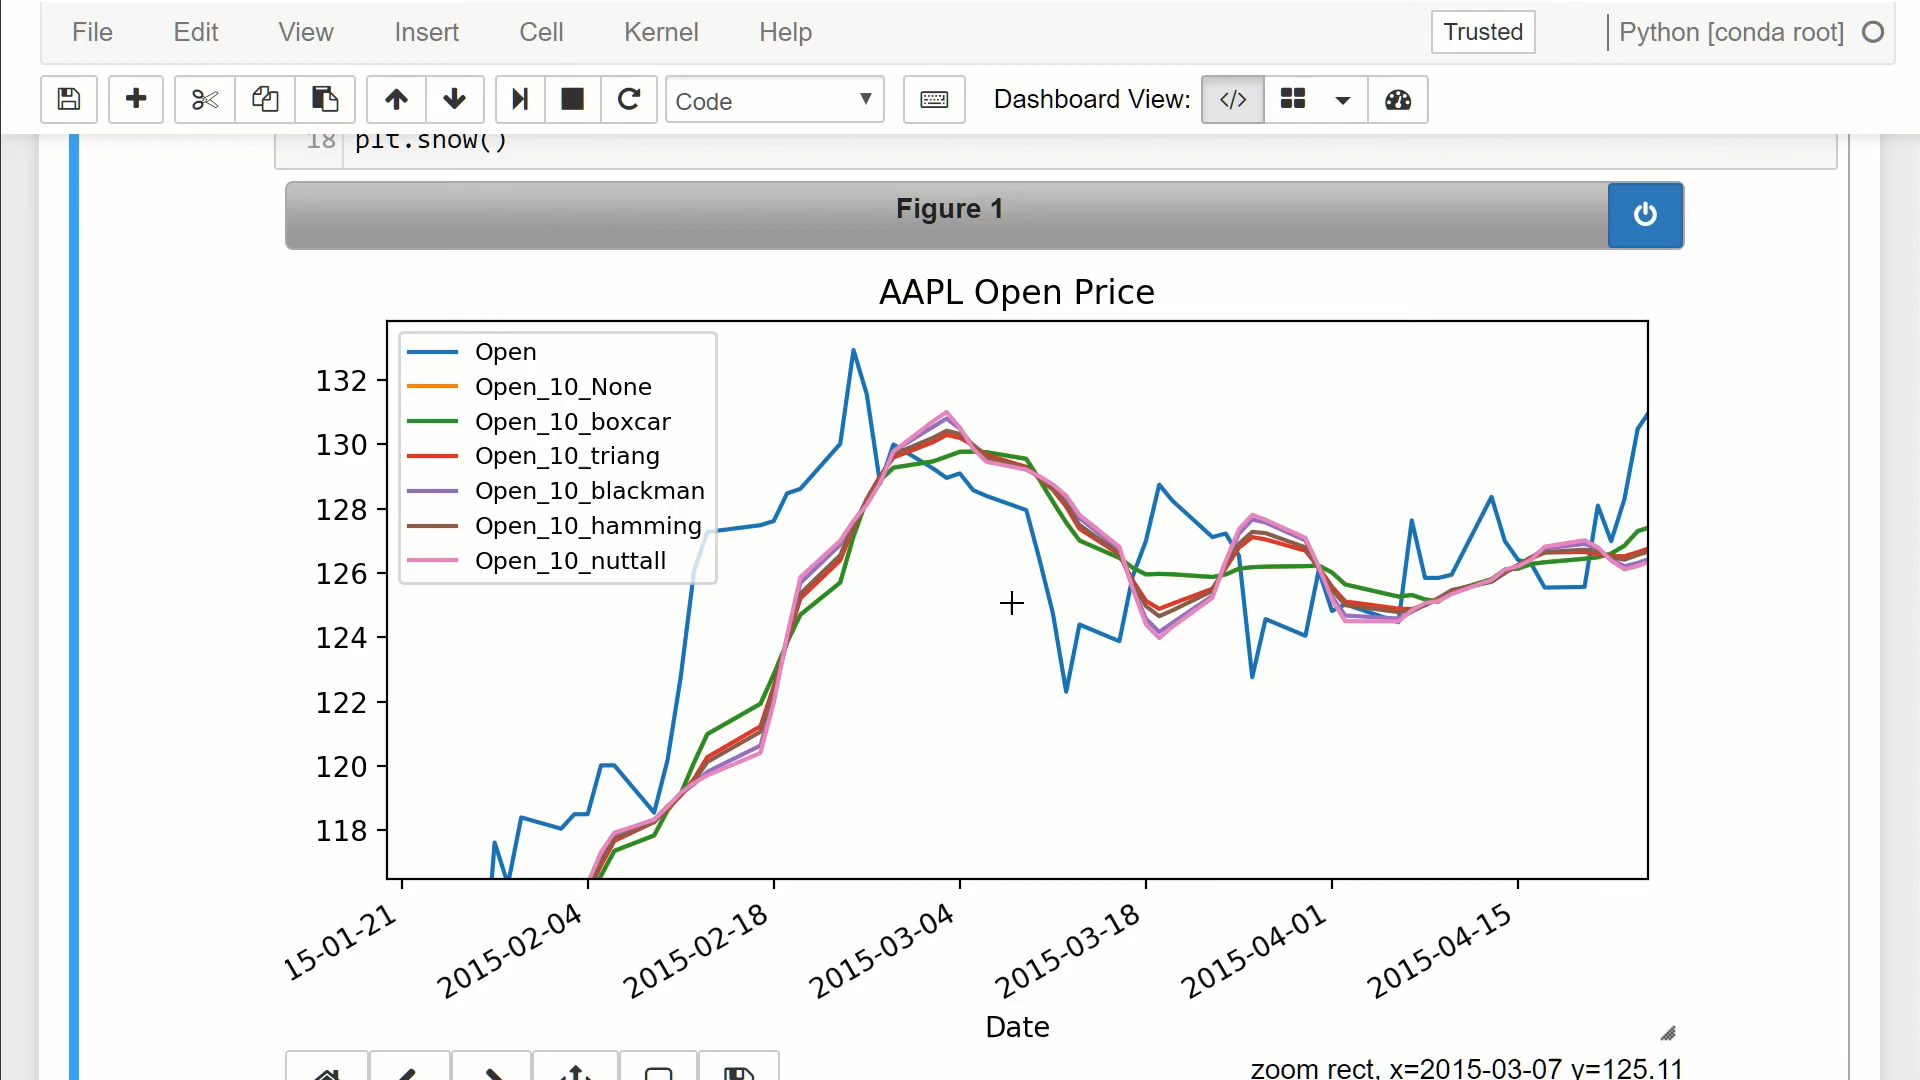 File Edit View Insert Cell Kernel Help Trusted Python [conda root]
Code Dashboard View: </>
18 plt.show()
Figure 1
AAPL Open Price
Open
Open_10_None
Open_10_boxcar
Open_10_triang
Open_10_blackman
Open_10_hamming
Open_10_nuttall
132
130
128
126
124
122
120
118
15-01-21 2015-02-04 2015-02-18 2015-03-04 2015-03-18 2015-04-01 2015-04-15
Date
zoom rect, x=2015-03-07 y=125.11